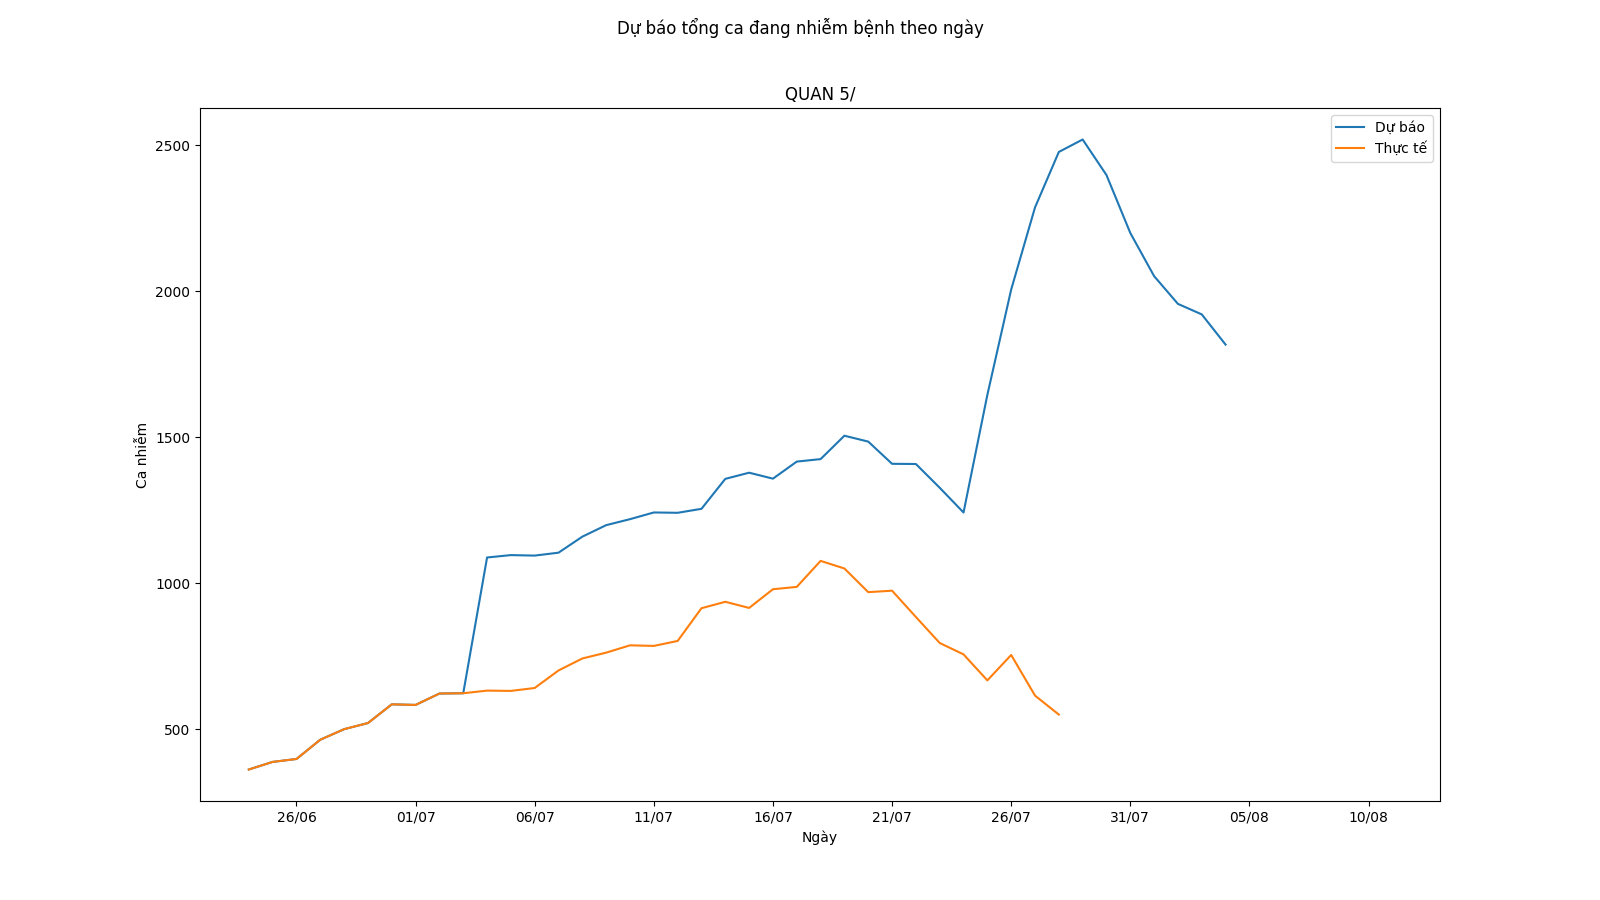 Dự báo tổng ca đang nhiễm bệnh theo ngày
QUAN 5/
Dự báo
Thực tế
2500
2000
1500
1000
500
Ca nhiễm
26/06 01/07 06/07 11/07 16/07 21/07 26/07 31/07 05/08 10/08
Ngày